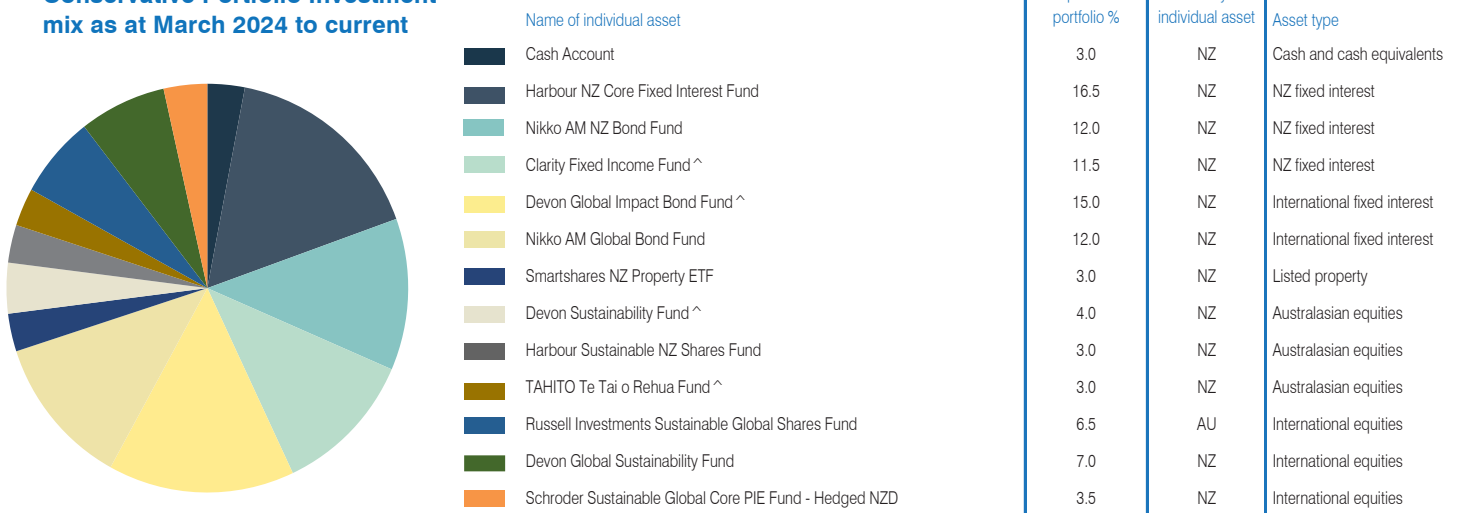 Conservative Portfolio investment
mix as at March 2024 to current
Name of individual asset portfolio % individual asset Asset type
Cash Account 3.0 NZ Cash and cash equivalents
Harbour NZ Core Fixed Interest Fund 16.5 NZ NZ fixed interest
Nikko AM NZ Bond Fund 12.0 NZ NZ fixed interest
Clarity Fixed Income Fund ^ 11.5 NZ NZ fixed interest
Devon Global Impact Bond Fund ^ 15.0 NZ International fixed interest
Nikko AM Global Bond Fund 12.0 NZ International fixed interest
Smartshares NZ Property ETF 3.0 NZ Listed property
Devon Sustainability Fund ^ 4.0 NZ Australasian equities
Harbour Sustainable NZ Shares Fund 3.0 NZ Australasian equities
TAHITO Te Tai o Rehua Fund ^ 3.0 NZ Australasian equities
Russell Investments Sustainable Global Shares Fund 6.5 AU International equities
Devon Global Sustainability Fund 7.0 NZ International equities
Schroder Sustainable Global Core PIE Fund - Hedged NZD 3.5 NZ International equities